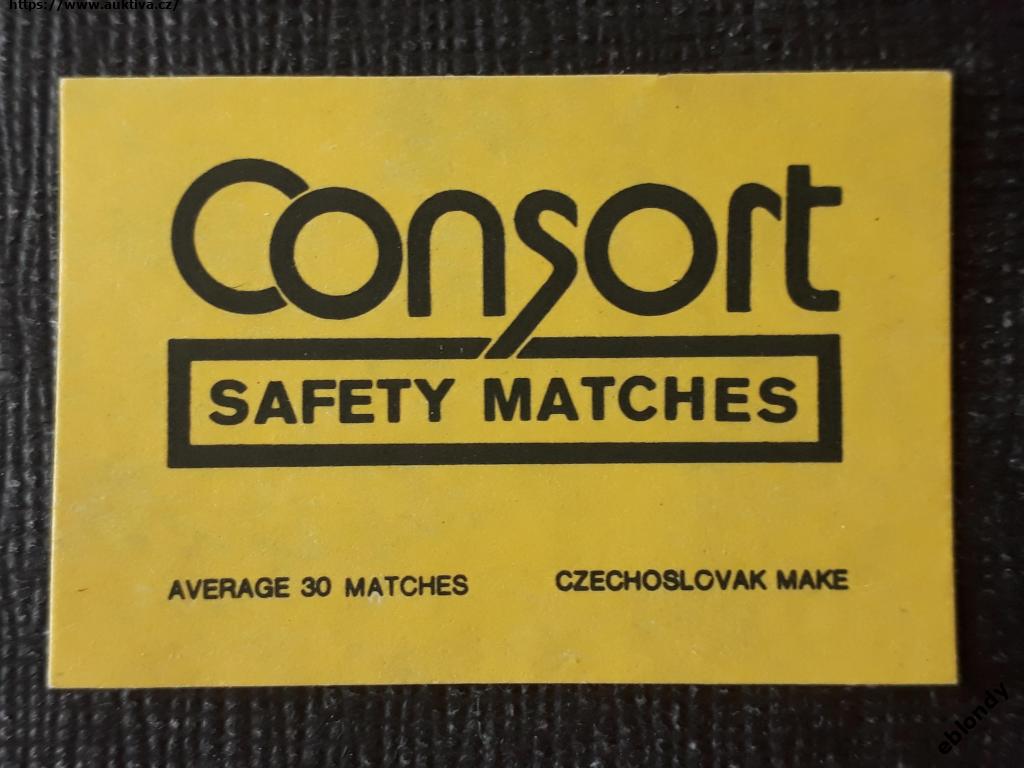 https://www.auktiva.cz/
Consort
SAFETY MATCHES
AVERAGE 30 MATCHES
CZECHOSLOVAK MAKE
eblondy